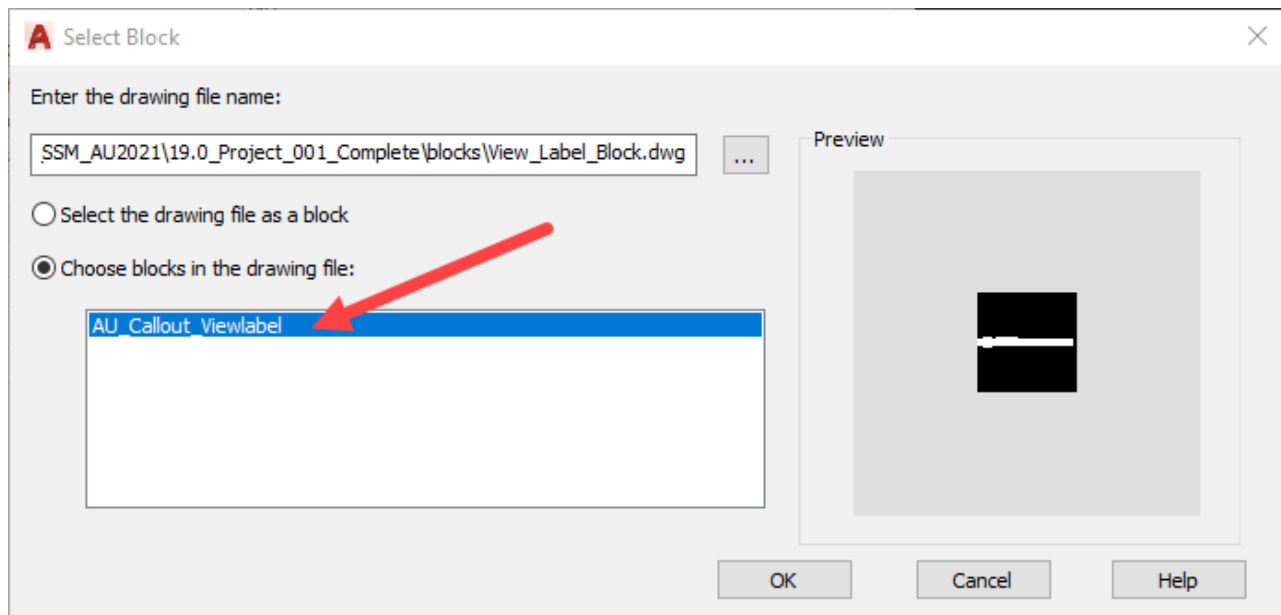 Select Block
Enter the drawing file name:
SSM_AU2021\19.0_Project_001_Complete\blocks\View_Label_Block.dwg
...
Preview
Select the drawing file as a block
Choose blocks in the drawing file:
AU_Callout_Viewlabel
OK
Cancel
Help